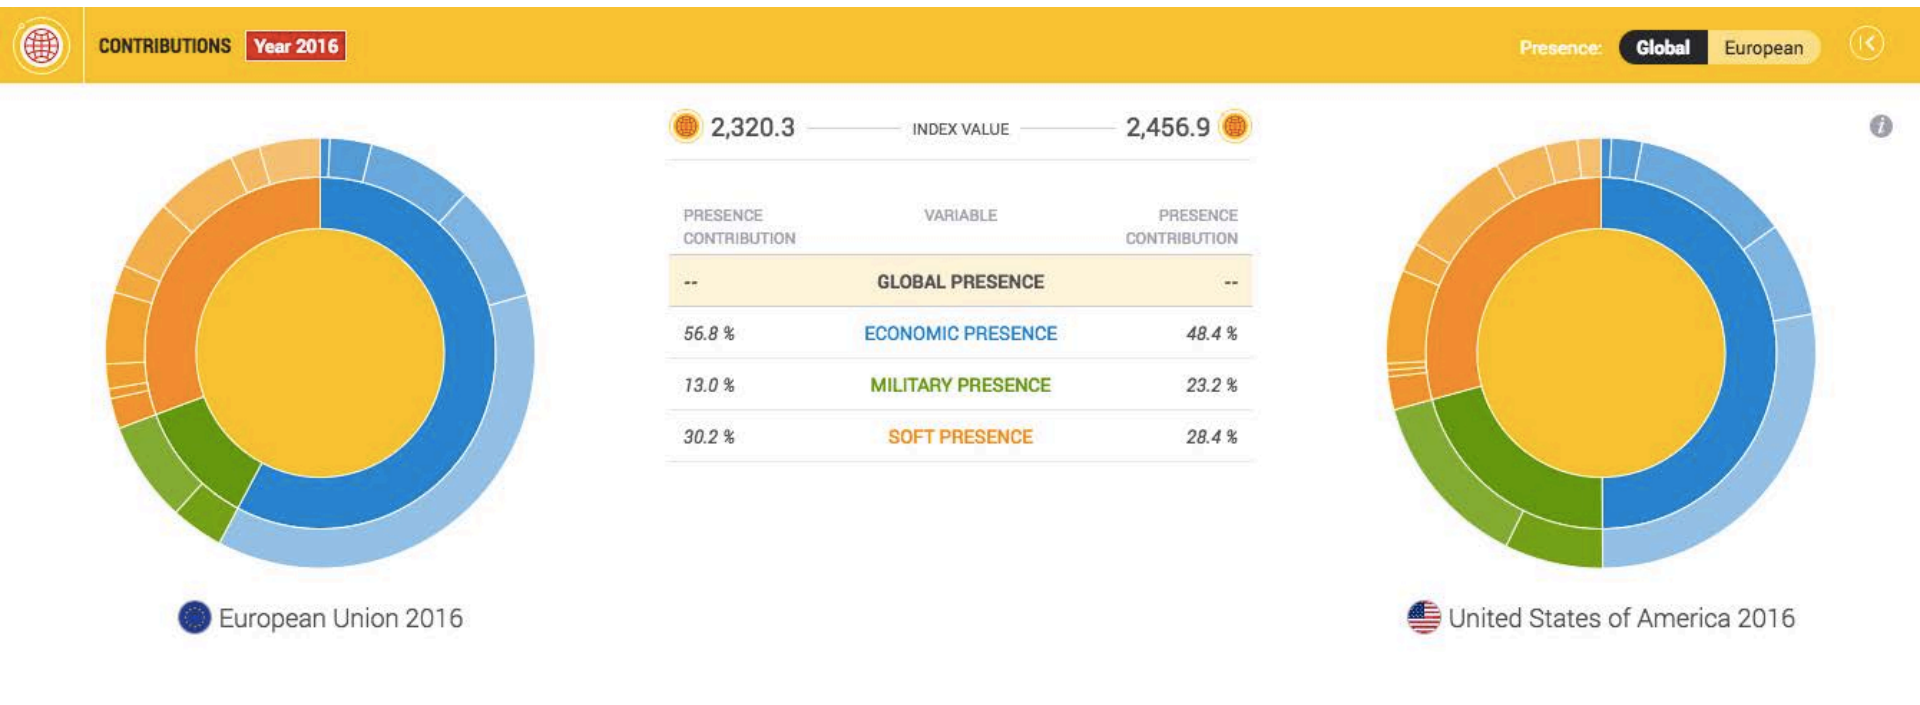 CONTRIBUTIONS Year 2016 Presence: Global European
2,320.3 INDEX VALUE 2,456.9
PRESENCE CONTRIBUTION VARIABLE PRESENCE CONTRIBUTION
-- GLOBAL PRESENCE --
56.8 % ECONOMIC PRESENCE 48.4 %
13.0 % MILITARY PRESENCE 23.2 %
30.2 % SOFT PRESENCE 28.4 %
European Union 2016
United States of America 2016